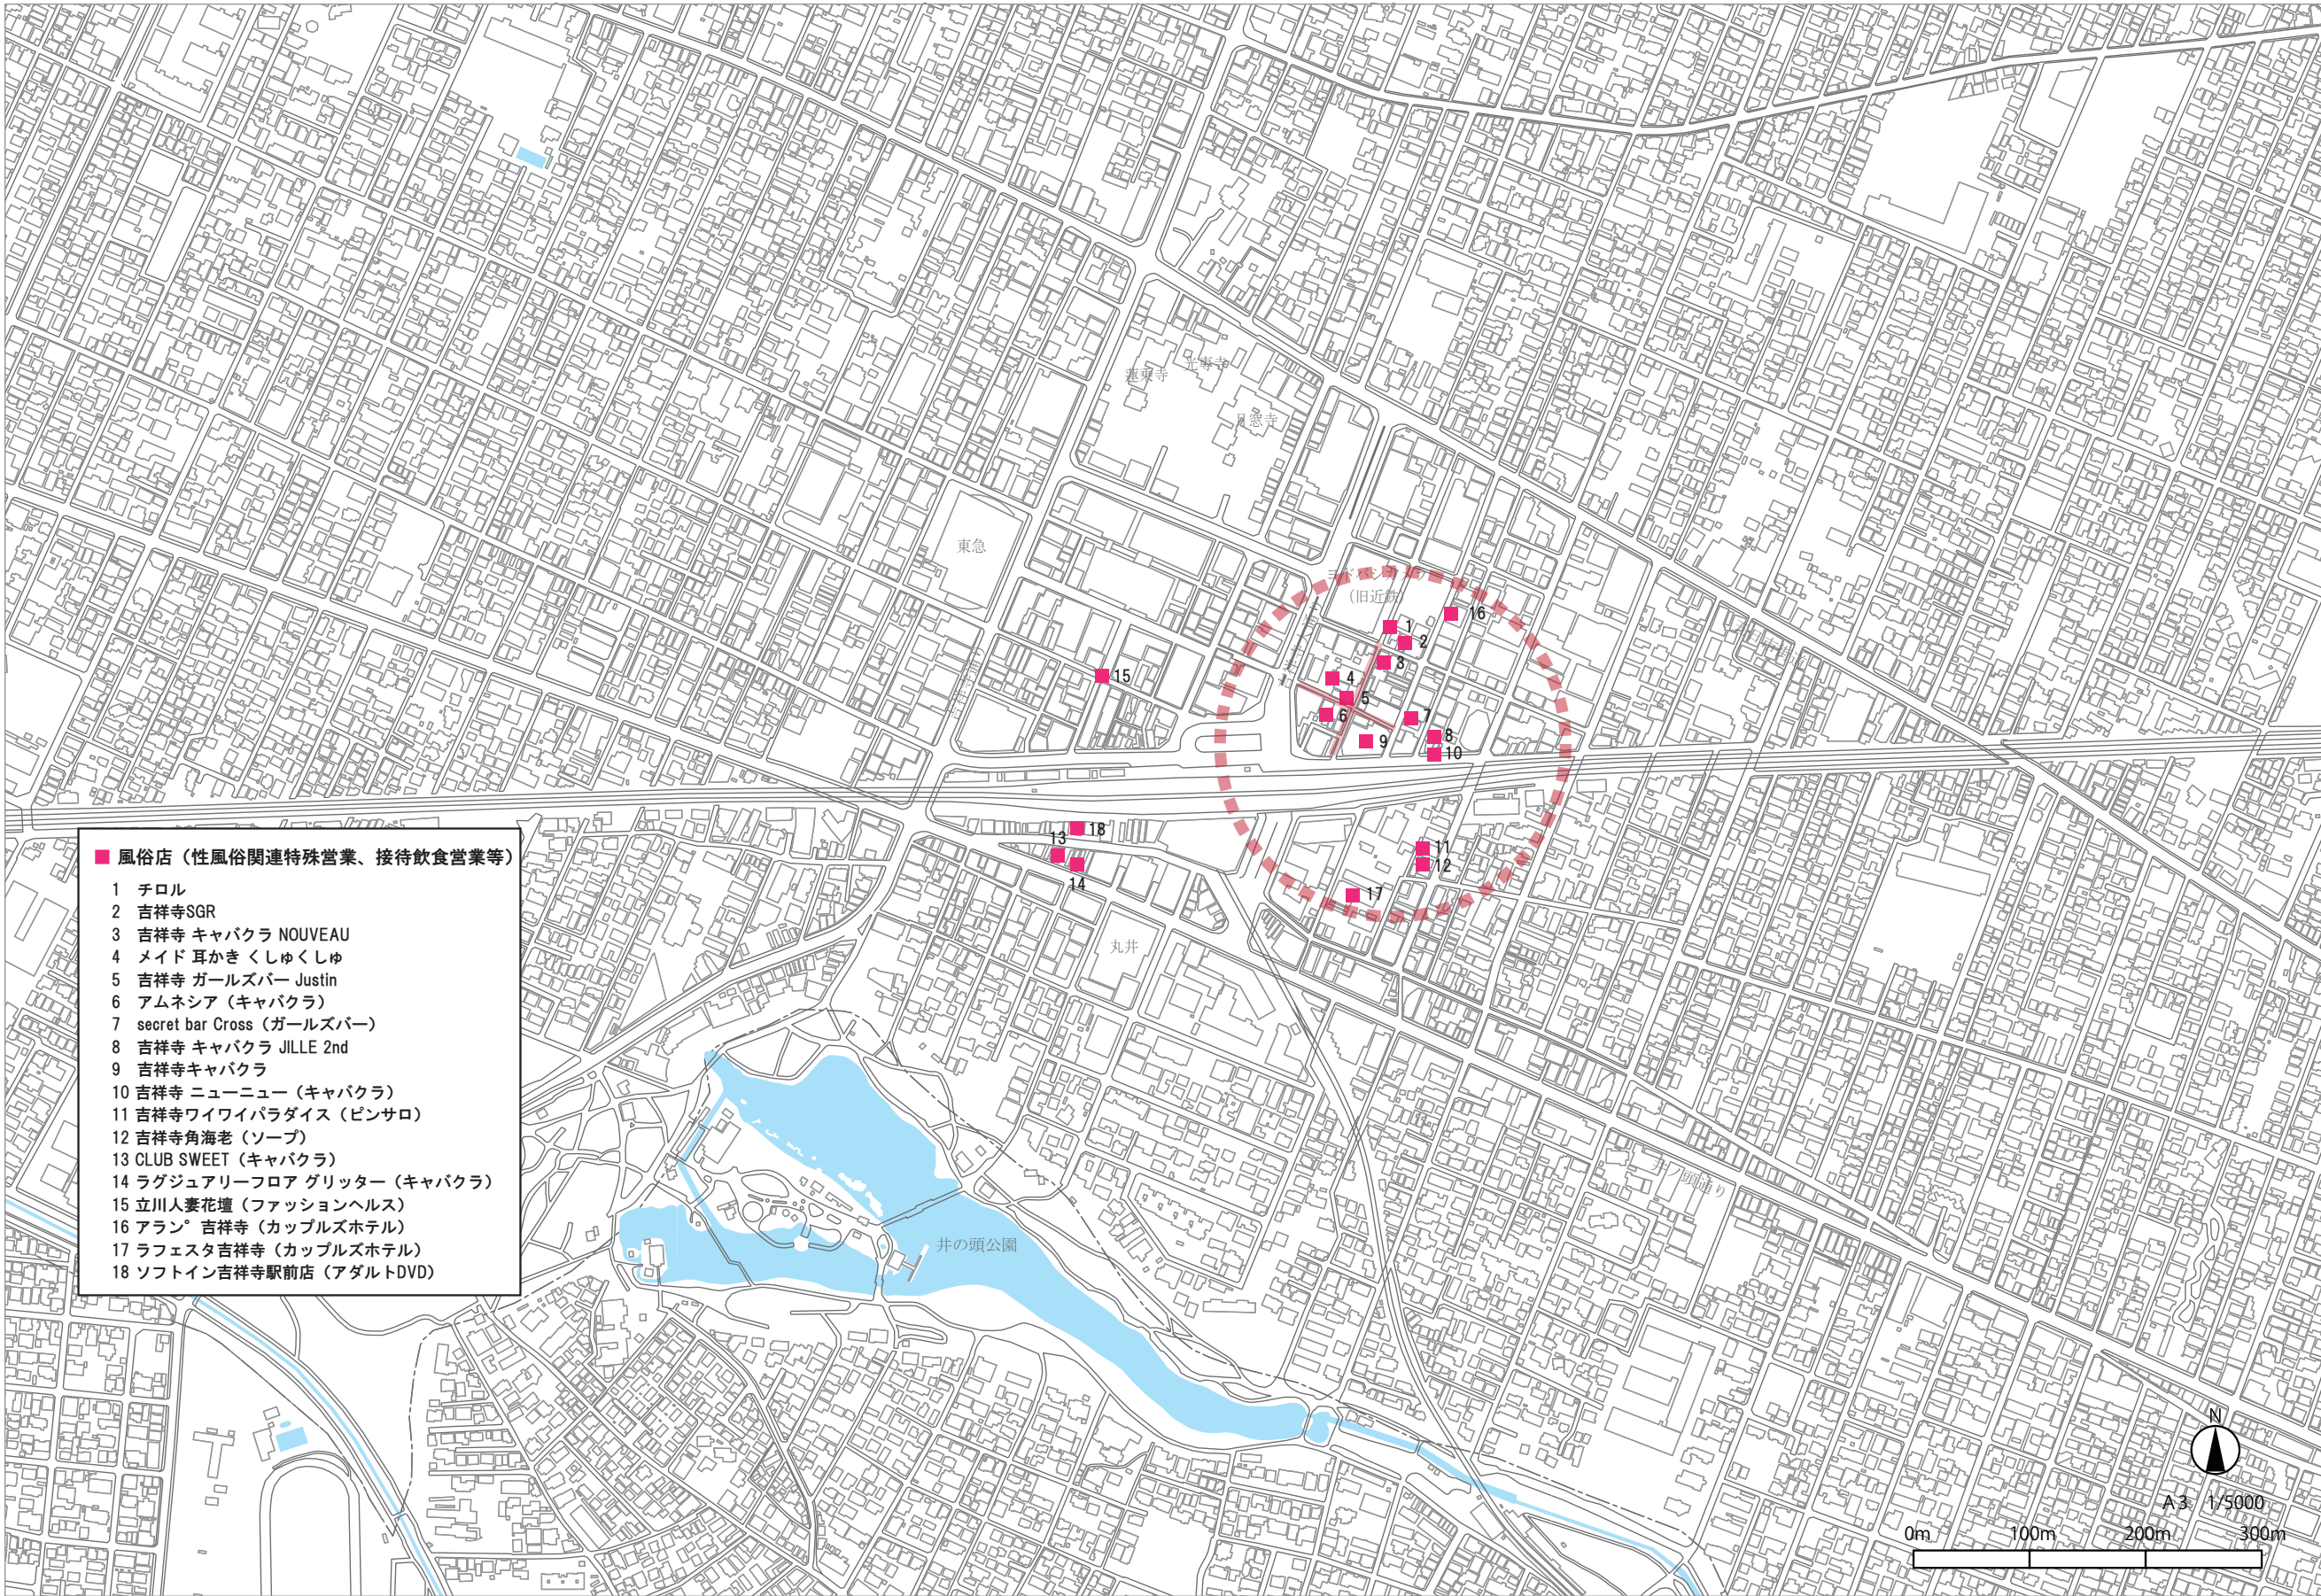 光専寺
蓮乗寺
月窓寺
東急
ヨドバシカメラ
(旧近鉄)
16
1
2
3
15
4
5
6
7
8
9
10
18
13
14
11
12
17
丸井
井の頭公園
井ノ頭通り
■ 風俗店（性風俗関連特殊営業、接待飲食営業等）
1 チロル
2 吉祥寺SGR
3 吉祥寺 キャバクラ NOUVEAU
4 メイド 耳かき くしゅくしゅ
5 吉祥寺 ガールズバー Justin
6 アムネシア（キャバクラ）
7 secret bar Cross（ガールズバー）
8 吉祥寺 キャバクラ JILLE 2nd
9 吉祥寺キャバクラ
10 吉祥寺 ニューニュー（キャバクラ）
11 吉祥寺ワイワイパラダイス（ピンサロ）
12 吉祥寺角海老（ソープ）
13 CLUB SWEET（キャバクラ）
14 ラグジュアリーフロア グリッター（キャバクラ）
15 立川人妻花壇（ファッションヘルス）
16 アラン゜吉祥寺（カップルズホテル）
17 ラフェスタ吉祥寺（カップルズホテル）
18 ソフトイン吉祥寺駅前店（アダルトDVD）
N
A3 1/5000
0m 100m 200m 300m